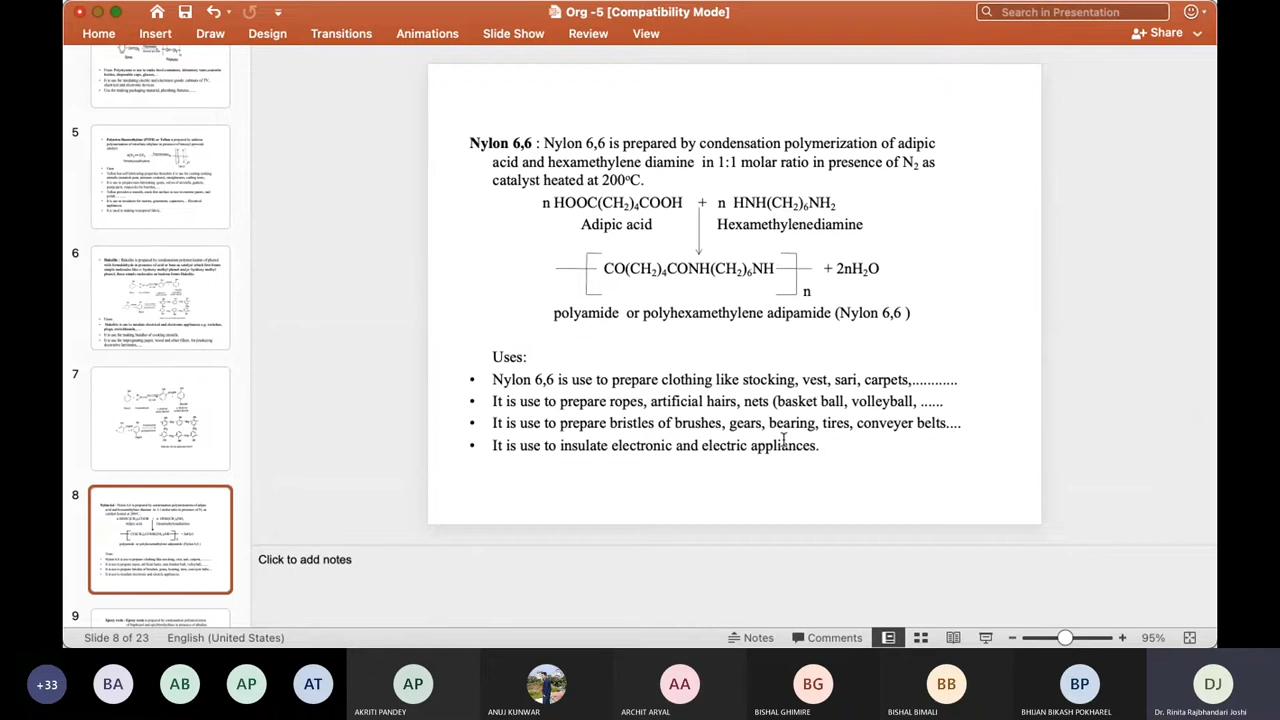 Org -5 [Compatibility Mode]
Search in Presentation
Home Insert Draw Design Transitions Animations Slide Show Review View
Share
5
6
7
8
9
Nylon 6,6 : Nylon 6,6 is prepared by condensation polymerization of adipic
acid and hexamethylene diamine in 1:1 molar ratio in presence of N₂ as
catalyst heated at 200°C.
n HOOC(CH₂)₄COOH + n HNH(CH₂)₆NH₂
Adipic acid Hexamethylenediamine
CO(CH₂)₄CONH(CH₂)₆NH + 2nH₂O
n
polyamide or polyhexamethylene adipamide (Nylon 6,6 )
Uses:
• Nylon 6,6 is use to prepare clothing like stocking, vest, sari, carpets,............
• It is use to prepare ropes, artificial hairs, nets (basket ball, volleyball, ......
• It is use to prepare bristles of brushes, gears, bearing, tires, conveyer belts....
• It is use to insulate electronic and electric appliances.
Click to add notes
Slide 8 of 23 English (United States) Notes Comments 95%
+33 BA AB AP AT AP AA BG BB BP DJ
AKRITI PANDEY ANUJ KUNWAR ARCHIT ARYAL BISHAL GHIMIRE BISHAL BIMALI BHIJAN BIKASH POKHAREL Dr. Rinita Rajbhandari Joshi